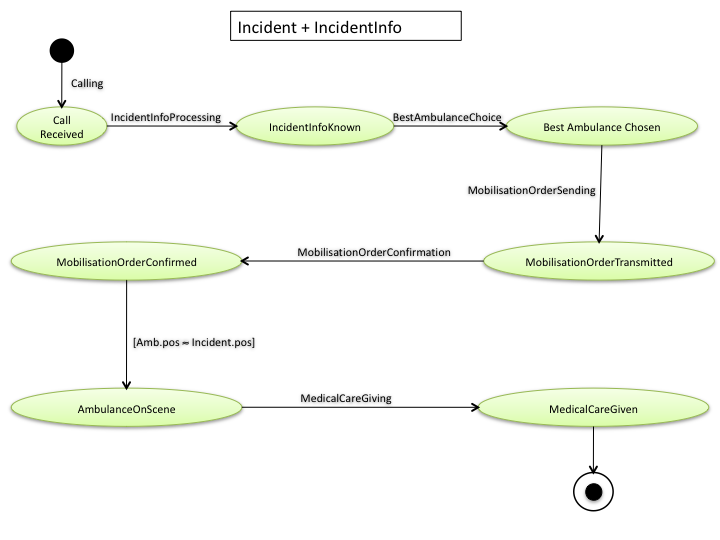 Incident + IncidentInfo
Calling
Call
Received
IncidentInfoProcessing
IncidentInfoKnown
BestAmbulanceChoice
Best Ambulance Chosen
MobilisationOrderSending
MobilisationOrderConfirmed
MobilisationOrderConfirmation
MobilisationOrderTransmitted
[Amb.pos ≈ Incident.pos]
AmbulanceOnScene
MedicalCareGiving
MedicalCareGiven